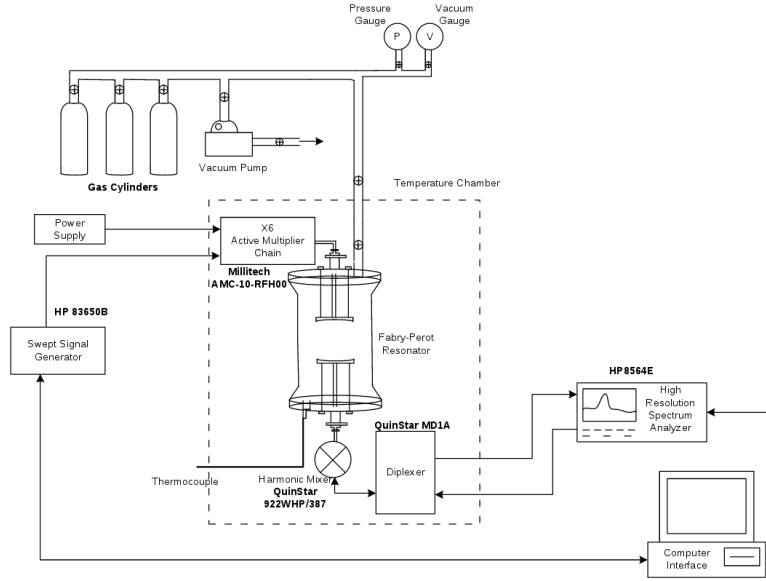 Pressure
Gauge
Vacuum
Gauge
P
V
Vacuum Pump
Gas Cylinders
Temperature Chamber
Power
Supply
X6
Active Multiplier
Chain
Millitech
AMC-10-RFH00
HP 83650B
Swept Signal
Generator
Fabry-Perot
Resonator
HP8564E
High
Resolution
Spectrum
Analyzer
QuinStar MD1A
Diplexer
Thermocouple
Harmonic Mixer
QuinStar
922WHP/387
Computer
Interface